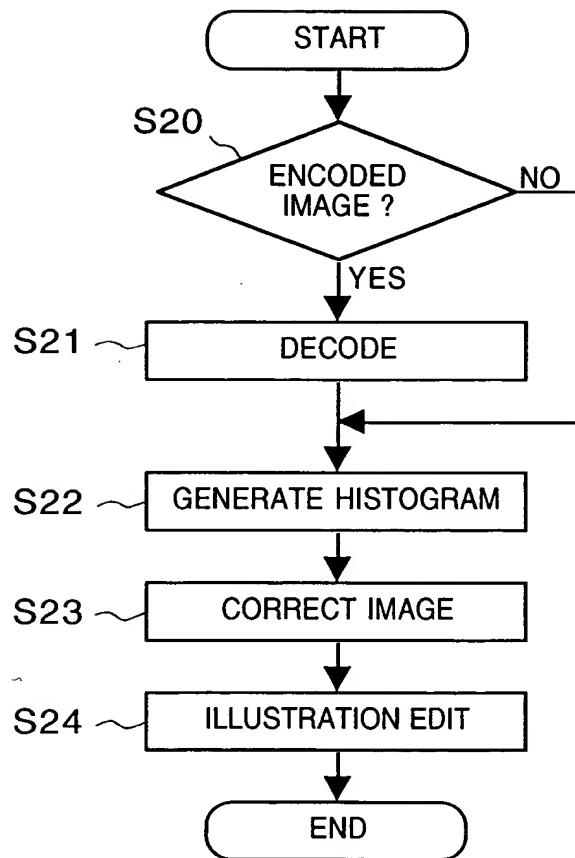 START
S20
ENCODED
IMAGE ?
NO
YES
S21
DECODE
S22
GENERATE HISTOGRAM
S23
CORRECT IMAGE
S24
ILLUSTRATION EDIT
END